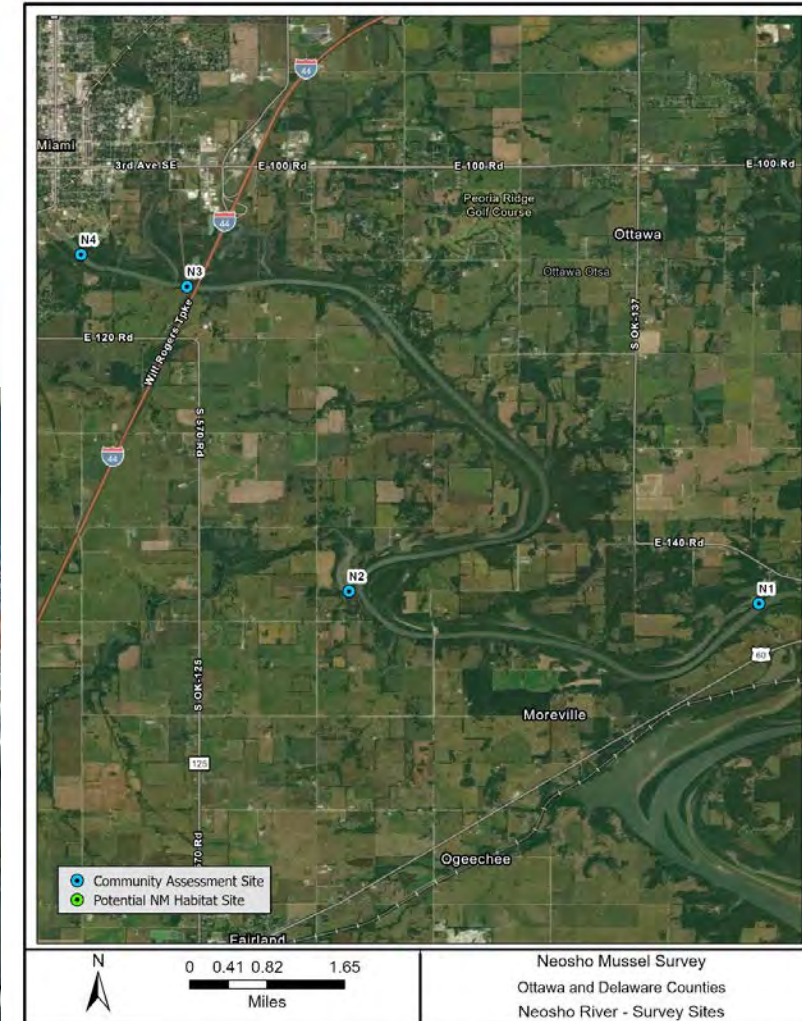 44
Miami
3rd Ave SE
E 100 Rd
E 100 Rd
E 100 Rd
Peoria Ridge
Golf Course
44
Ottawa
N4
Ottawa Otsa
N3
E 120 Rd
Will Rogers Tpke
S OK-137
S 570 Rd
44
E 140 Rd
N2
N1
60
S OK-125
Moreville
125
Ogeechee
570 Rd
Community Assessment Site
Potential NM Habitat Site
Fairland
N
0 0.41 0.82 1.65
Miles
Neosho Mussel Survey
Ottawa and Delaware Counties
Neosho River - Survey Sites